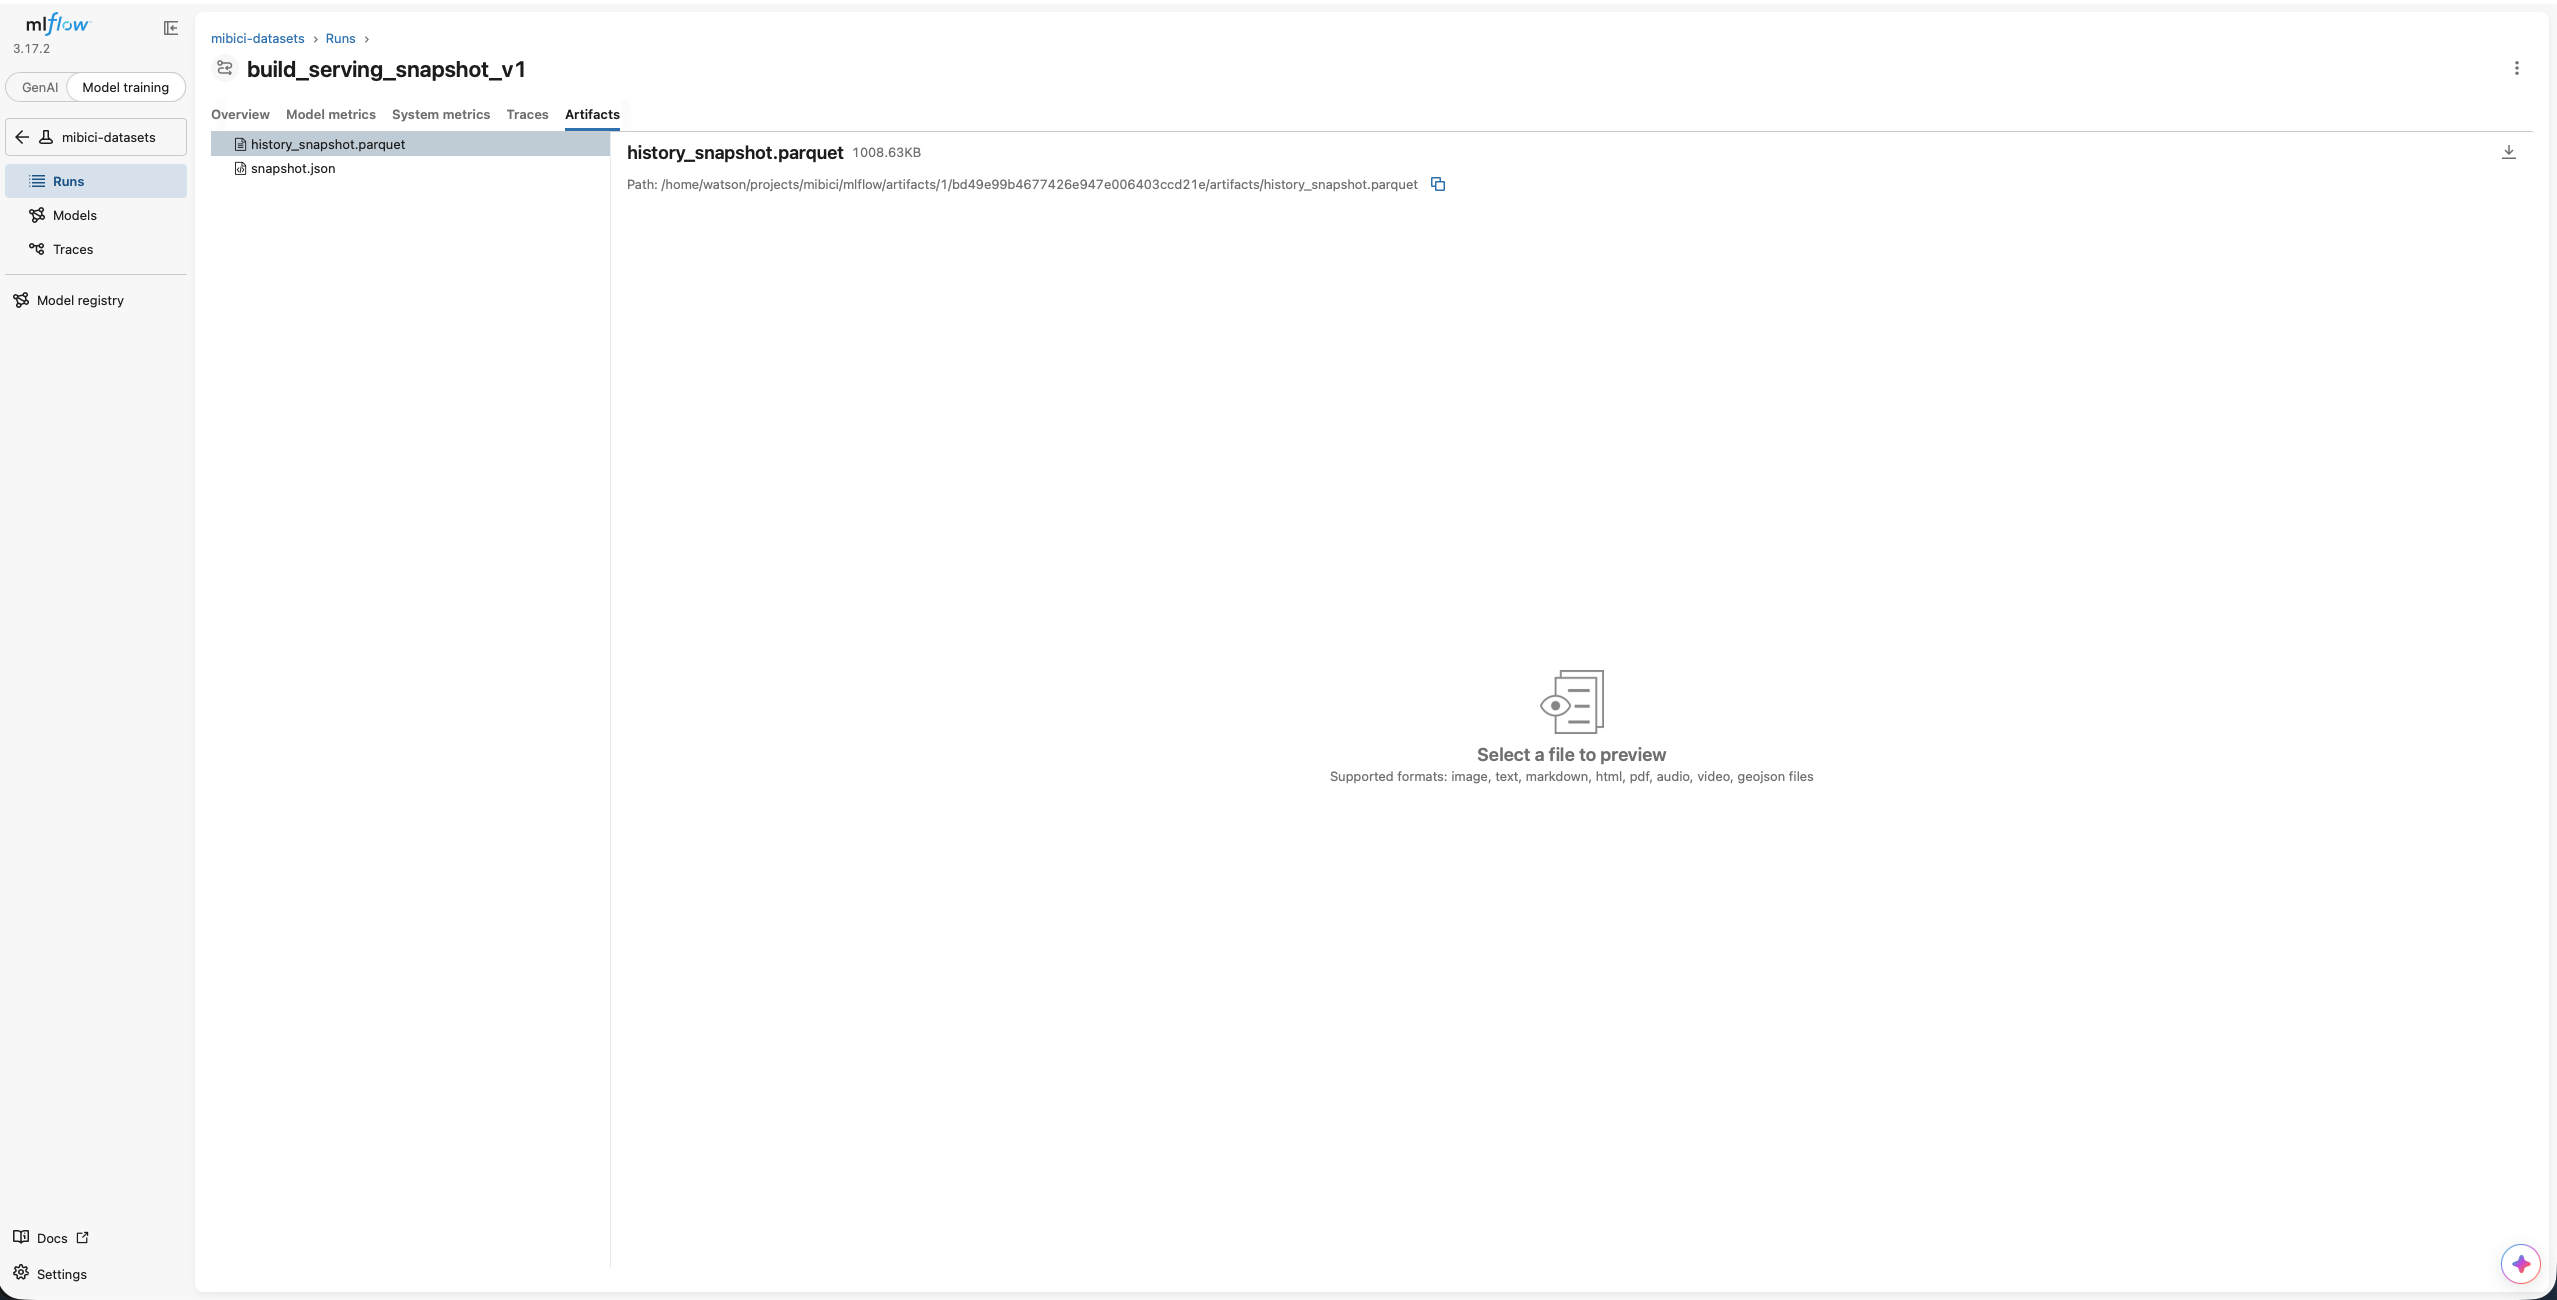 mlflow
3.17.2
GenAI
Model training
mibici-datasets
Runs
Models
Traces
Model registry
Docs
Settings
mibici-datasets › Runs ›
build_serving_snapshot_v1
Overview
Model metrics
System metrics
Traces
Artifacts
history_snapshot.parquet
snapshot.json
history_snapshot.parquet 1008.63KB
Path: /home/watson/projects/mibici/mlflow/artifacts/1/bd49e99b4677426e947e006403ccd21e/artifacts/history_snapshot.parquet
Select a file to preview
Supported formats: image, text, markdown, html, pdf, audio, video, geojson files